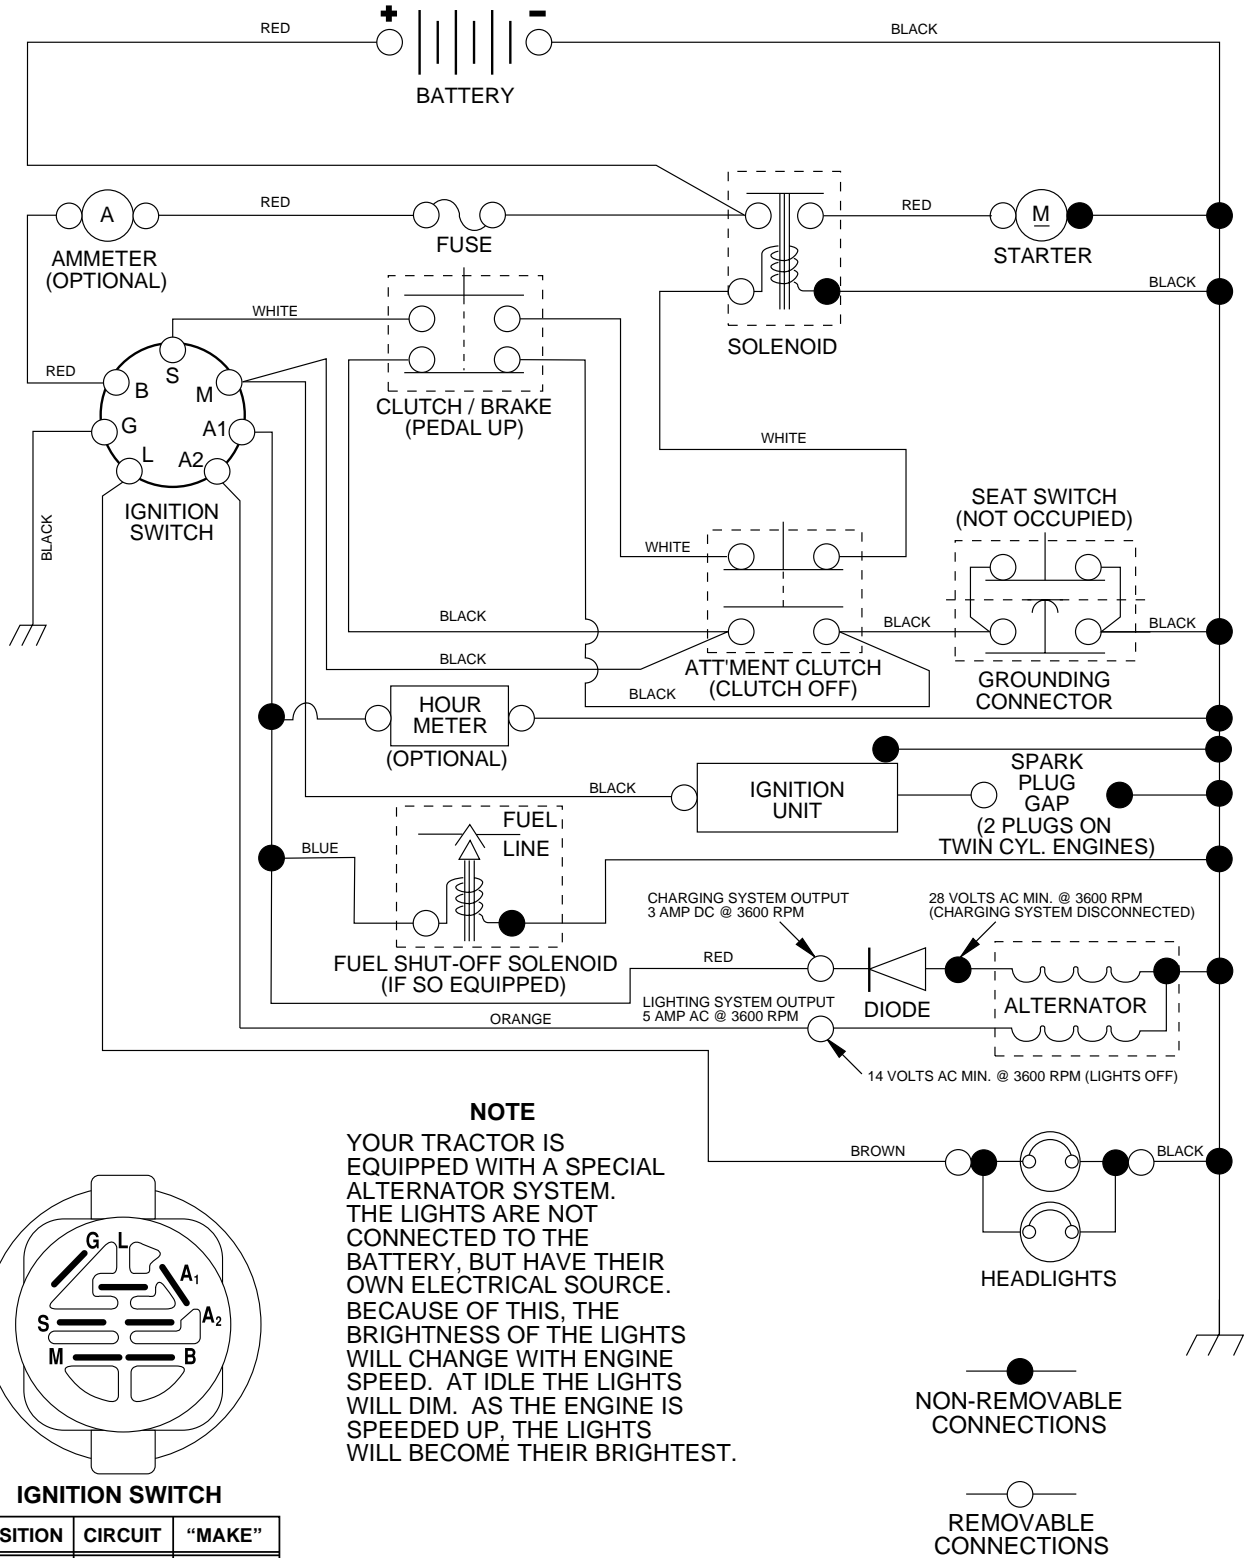 + -
RED
BLACK
BATTERY
A
RED
RED
M
AMMETER
(OPTIONAL)
FUSE
STARTER
BLACK
WHITE
SOLENOID
RED
S
B
M
G
A1
L
A2
CLUTCH / BRAKE
(PEDAL UP)
WHITE
IGNITION
SWITCH
BLACK
SEAT SWITCH
(NOT OCCUPIED)
WHITE
BLACK
BLACK
BLACK
BLACK
ATT'MENT CLUTCH
(CLUTCH OFF)
BLACK
GROUNDING
CONNECTOR
HOUR
METER
(OPTIONAL)
BLACK
IGNITION
UNIT
SPARK
PLUG
GAP
(2 PLUGS ON
TWIN CYL. ENGINES)
FUEL
LINE
BLUE
CHARGING SYSTEM OUTPUT
3 AMP DC @ 3600 RPM
28 VOLTS AC MIN. @ 3600 RPM
(CHARGING SYSTEM DISCONNECTED)
FUEL SHUT-OFF SOLENOID
(IF SO EQUIPPED)
RED
DIODE
ALTERNATOR
LIGHTING SYSTEM OUTPUT
5 AMP AC @ 3600 RPM
ORANGE
14 VOLTS AC MIN. @ 3600 RPM (LIGHTS OFF)
NOTE
YOUR TRACTOR IS
EQUIPPED WITH A SPECIAL
ALTERNATOR SYSTEM.
THE LIGHTS ARE NOT
CONNECTED TO THE
BATTERY, BUT HAVE THEIR
OWN ELECTRICAL SOURCE.
BECAUSE OF THIS, THE
BRIGHTNESS OF THE LIGHTS
WILL CHANGE WITH ENGINE
SPEED. AT IDLE THE LIGHTS
WILL DIM. AS THE ENGINE IS
SPEEDED UP, THE LIGHTS
WILL BECOME THEIR BRIGHTEST.
BROWN
BLACK
HEADLIGHTS
G L
A1
S
A2
M
B
IGNITION SWITCH
SITION CIRCUIT “MAKE”
NON-REMOVABLE
CONNECTIONS
REMOVABLE
CONNECTIONS